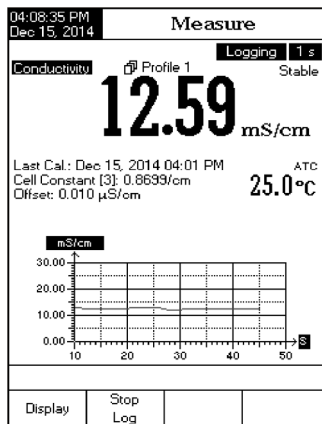 04:08:35 PM
Dec 15, 2014
Measure
Logging 1 s
Conductivity
Profile 1
Stable
12.59 mS/cm
Last Cal.: Dec 15, 2014 04:01 PM
Cell Constant [3]: 0.8699/cm
Offset: 0.010 µS/cm
ATC
25.0°C
mS/cm
30.00
20.00
10.00
0.00
10 20 30 40 50
S
Display
Stop
Log